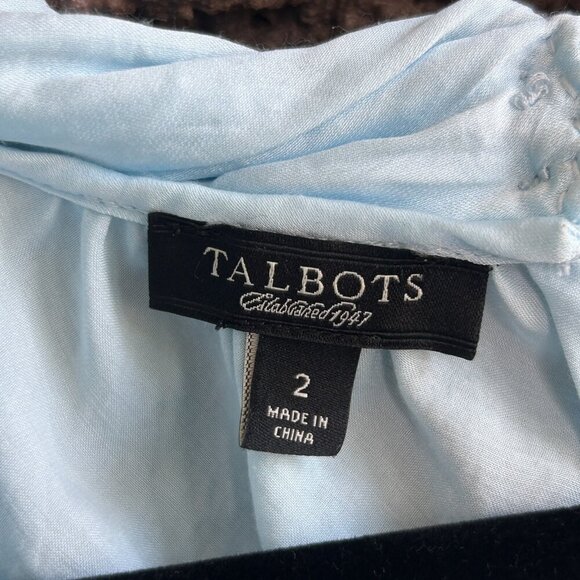 TALBOTS
Established 1947
2
MADE IN
CHINA